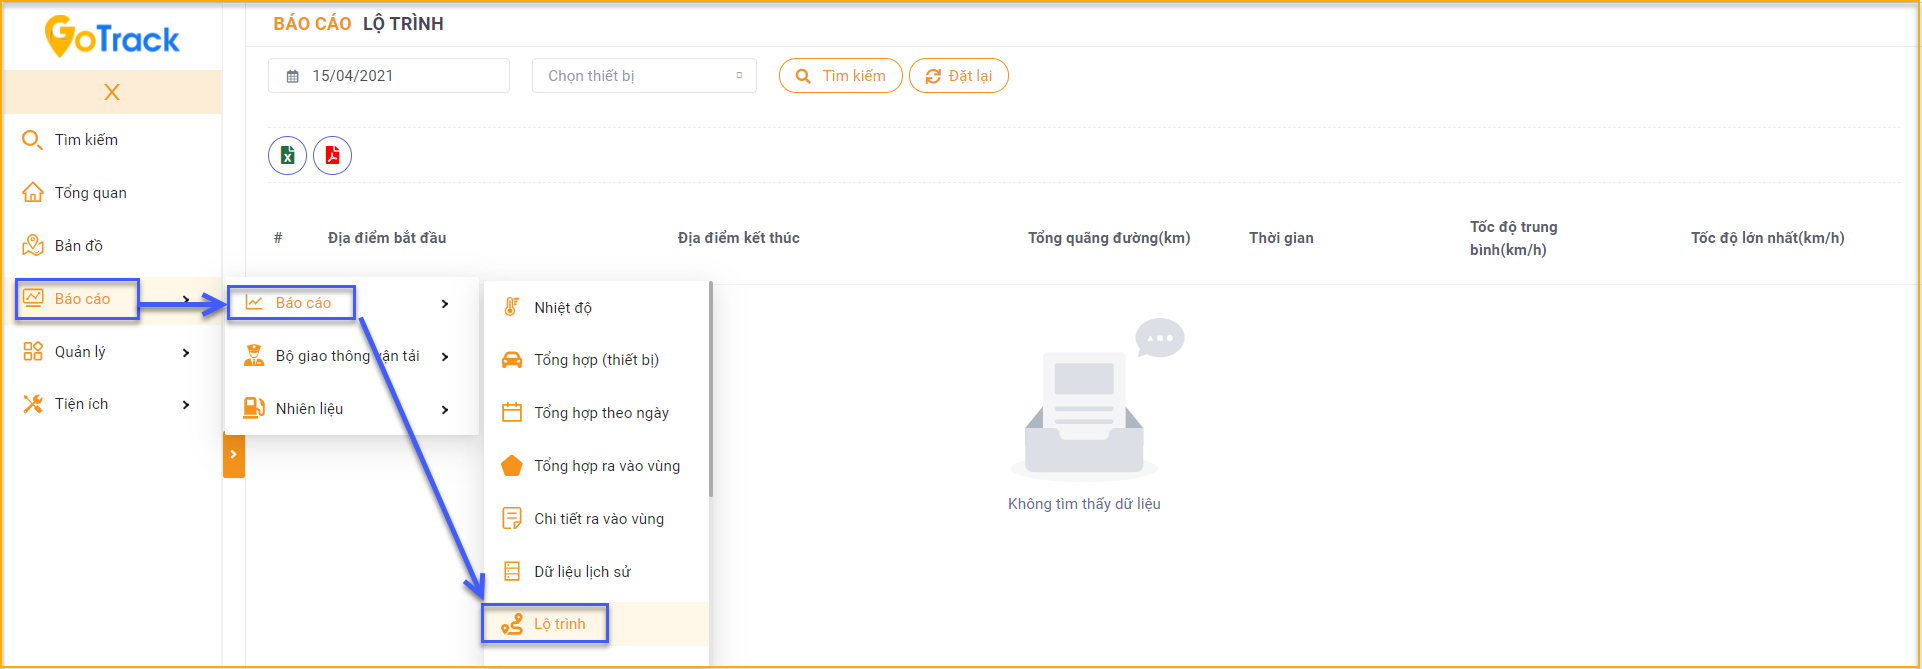 GoTrack
X
Tìm kiếm
Tổng quan
Bản đồ
Báo cáo
Quản lý
Tiện ích
BÁO CÁO LỘ TRÌNH
15/04/2021
Chọn thiết bị
Tìm kiếm
Đặt lại
#
Địa điểm bắt đầu
Địa điểm kết thúc
Tổng quãng đường(km)
Thời gian
Tốc độ trung
bình(km/h)
Tốc độ lớn nhất(km/h)
Báo cáo
Bộ giao thông vận tải
Nhiên liệu
Nhiệt độ
Tổng hợp (thiết bị)
Tổng hợp theo ngày
Tổng hợp ra vào vùng
Chi tiết ra vào vùng
Dữ liệu lịch sử
Lộ trình
Không tìm thấy dữ liệu